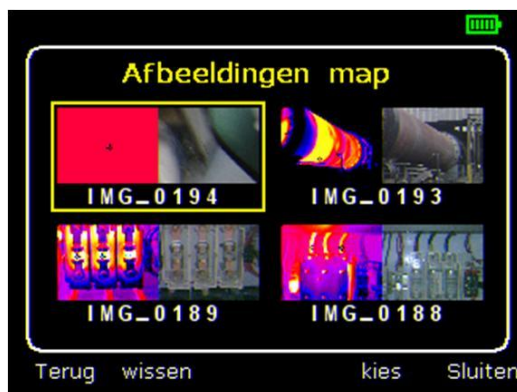 Afbeeldingen map
IMG_0194 IMG_0193
IMG_0189 IMG_0188
Terug wissen kies Sluiten